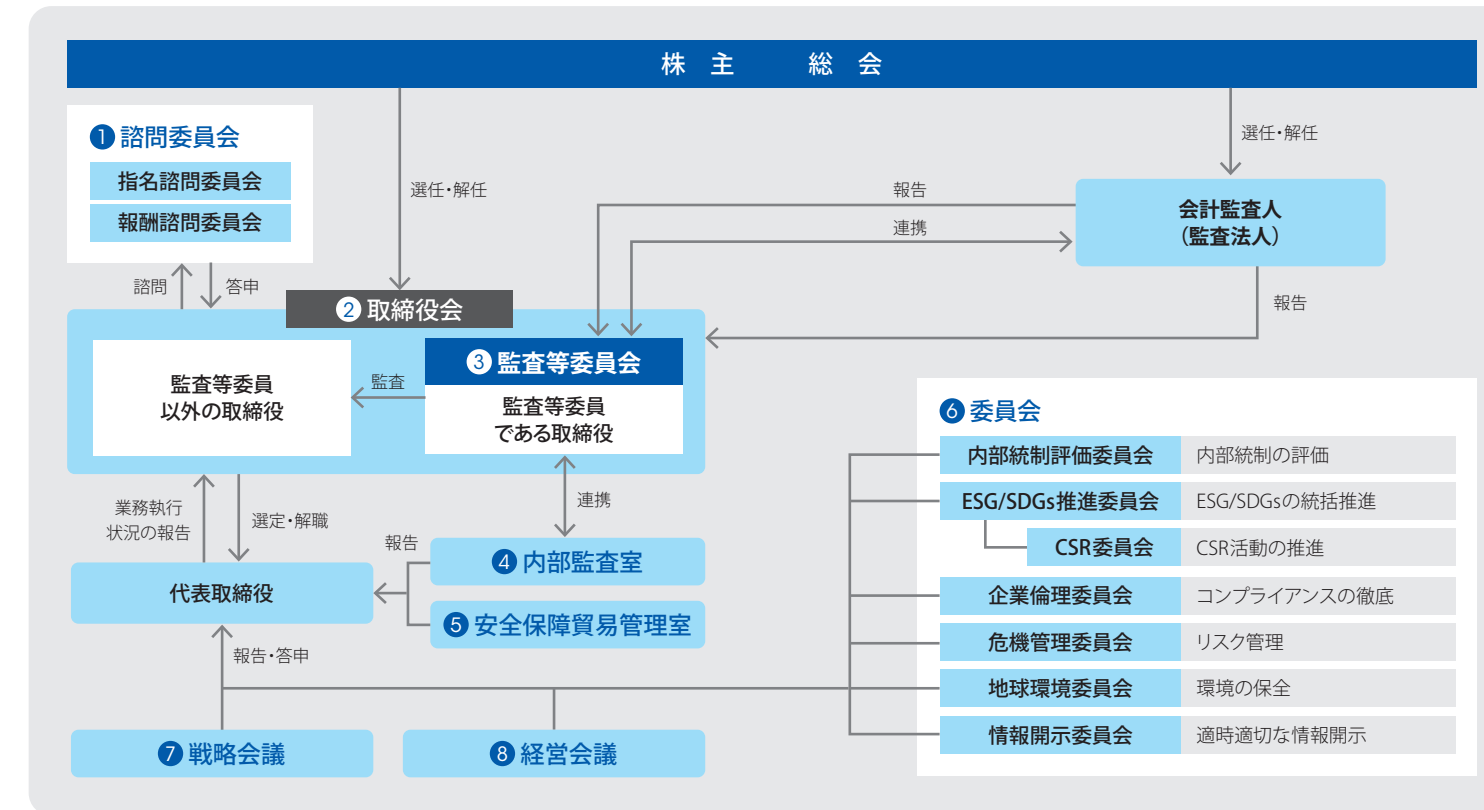 株主 総会
❶ 諮問委員会
指名諮問委員会
報酬諮問委員会
諮問
答申
選任・解任
選任・解任
報告
連携
会計監査人
(監査法人)
報告
② 取締役会
監査等委員
以外の取締役
監査
③ 監査等委員会
監査等委員
である取締役
業務執行
状況の報告
選定・解職
連携
報告
代表取締役
❹ 内部監査室
❺ 安全保障貿易管理室
報告・答申
❼ 戦略会議
❽ 経営会議
❻ 委員会
内部統制評価委員会 内部統制の評価
ESG/SDGs推進委員会 ESG/SDGsの統括推進
CSR委員会 CSR活動の推進
企業倫理委員会 コンプライアンスの徹底
危機管理委員会 リスク管理
地球環境委員会 環境の保全
情報開示委員会 適時適切な情報開示